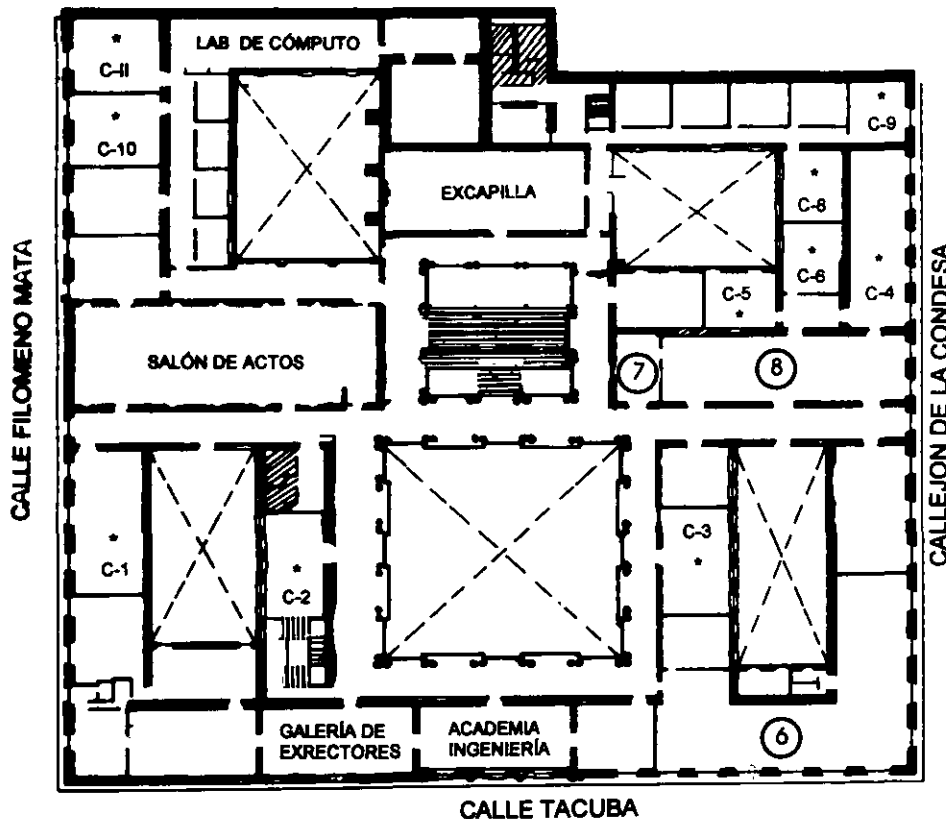 LAB DE CÓMPUTO
*
C-II
*
C-10
*
C-9
EXCAPILLA
*
C-8
*
C-6
*
C-4
C-5
*
CALLE FILOMENO MATA
SALÓN DE ACTOS
7
8
CALLEJON DE LA CONDESA
*
C-1
*
C-2
C-3
*
GALERÍA DE
EXRECTORES
ACADEMIA
INGENIERÍA
6
CALLE TACUBA